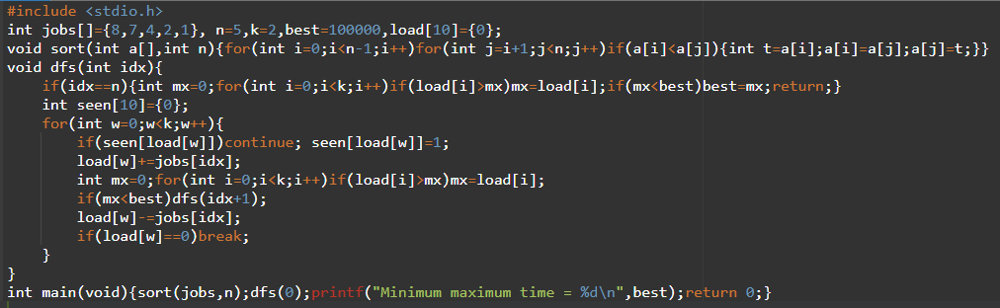 #include <stdio.h>
int jobs[]={8,7,4,2,1}, n=5,k=2,best=100000,load[10]={0};
void sort(int a[],int n){for(int i=0;i<n-1;i++)for(int j=i+1;j<n;j++)if(a[i]<a[j]){int t=a[i];a[i]=a[j];a[j]=t;}}
void dfs(int idx){
    if(idx==n){int mx=0;for(int i=0;i<k;i++)if(load[i]>mx)mx=load[i];if(mx<best)best=mx;return;}
    int seen[10]={0};
    for(int w=0;w<k;w++){
        if(seen[load[w]])continue; seen[load[w]]=1;
        load[w]+=jobs[idx];
        int mx=0;for(int i=0;i<k;i++)if(load[i]>mx)mx=load[i];
        if(mx<best)dfs(idx+1);
        load[w]-=jobs[idx];
        if(load[w]==0)break;
    }
}
int main(void){sort(jobs,n);dfs(0);printf("Minimum maximum time = %d\n",best);return 0;}